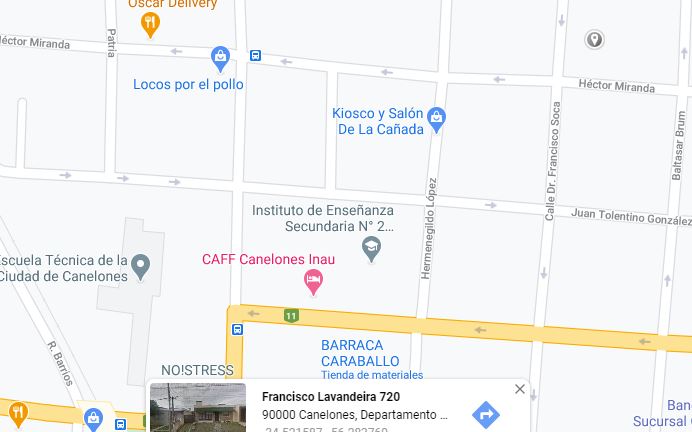 Oscar Delivery
Héctor Miranda
Patria
Locos por el pollo
Héctor Miranda
Kiosco y Salón
De La Cañada
Calle Dr. Francisco Soca
Baltasar Brum
Instituto de Enseñanza
Secundaria N° 2...
Juan Tolentino González
Hermenegildo López
Escuela Técnica de la
Ciudad de Canelones
CAFF Canelones Inau
11
R. Barrios
BARRACA
CARABALLO
Tienda de materiales
NO!STRESS
Francisco Lavandeira 720
90000 Canelones, Departamento ...
Ban
Sucursal